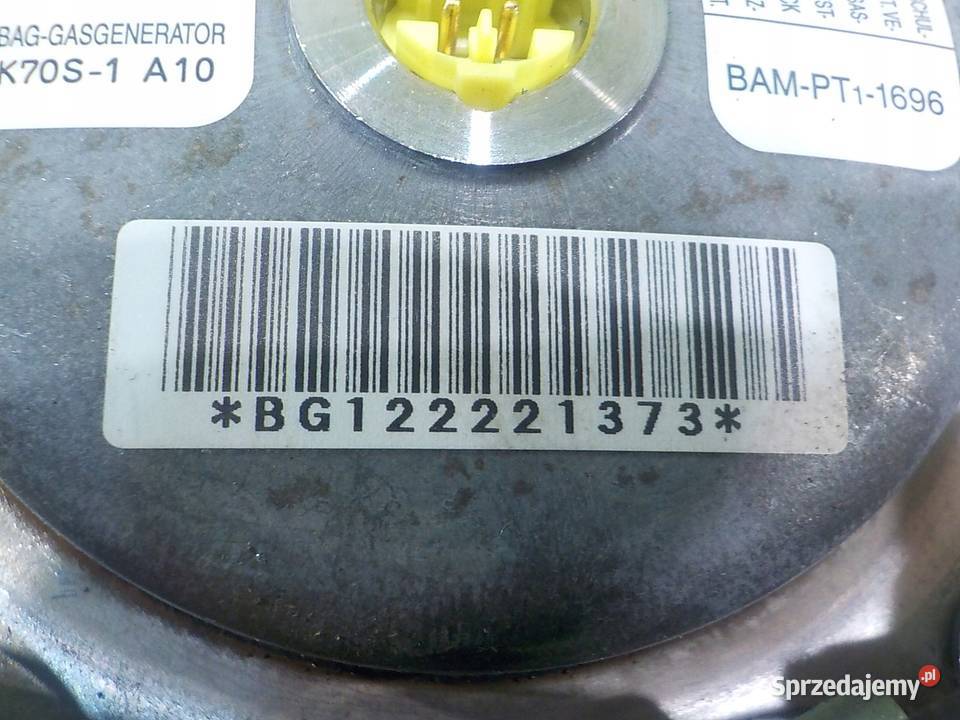 BAG-GASGENERATOR
K70S-1 A10
BAM-PT1-1696
*BG122221373*
Sprzedajemy.pl